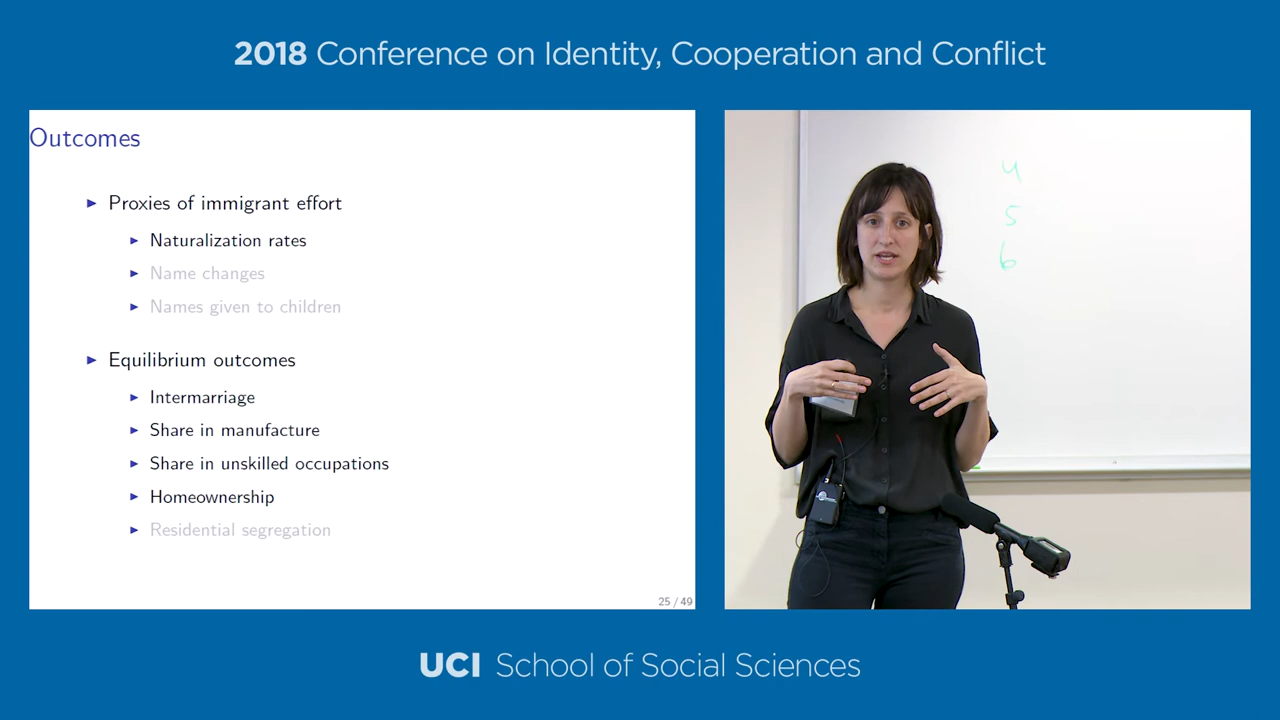 2018 Conference on Identity, Cooperation and Conflict
Outcomes
Proxies of immigrant effort
Naturalization rates
Name changes
Names given to children
Equilibrium outcomes
Intermarriage
Share in manufacture
Share in unskilled occupations
Homeownership
Residential segregation
25 / 49
4
5
6
UCI School of Social Sciences